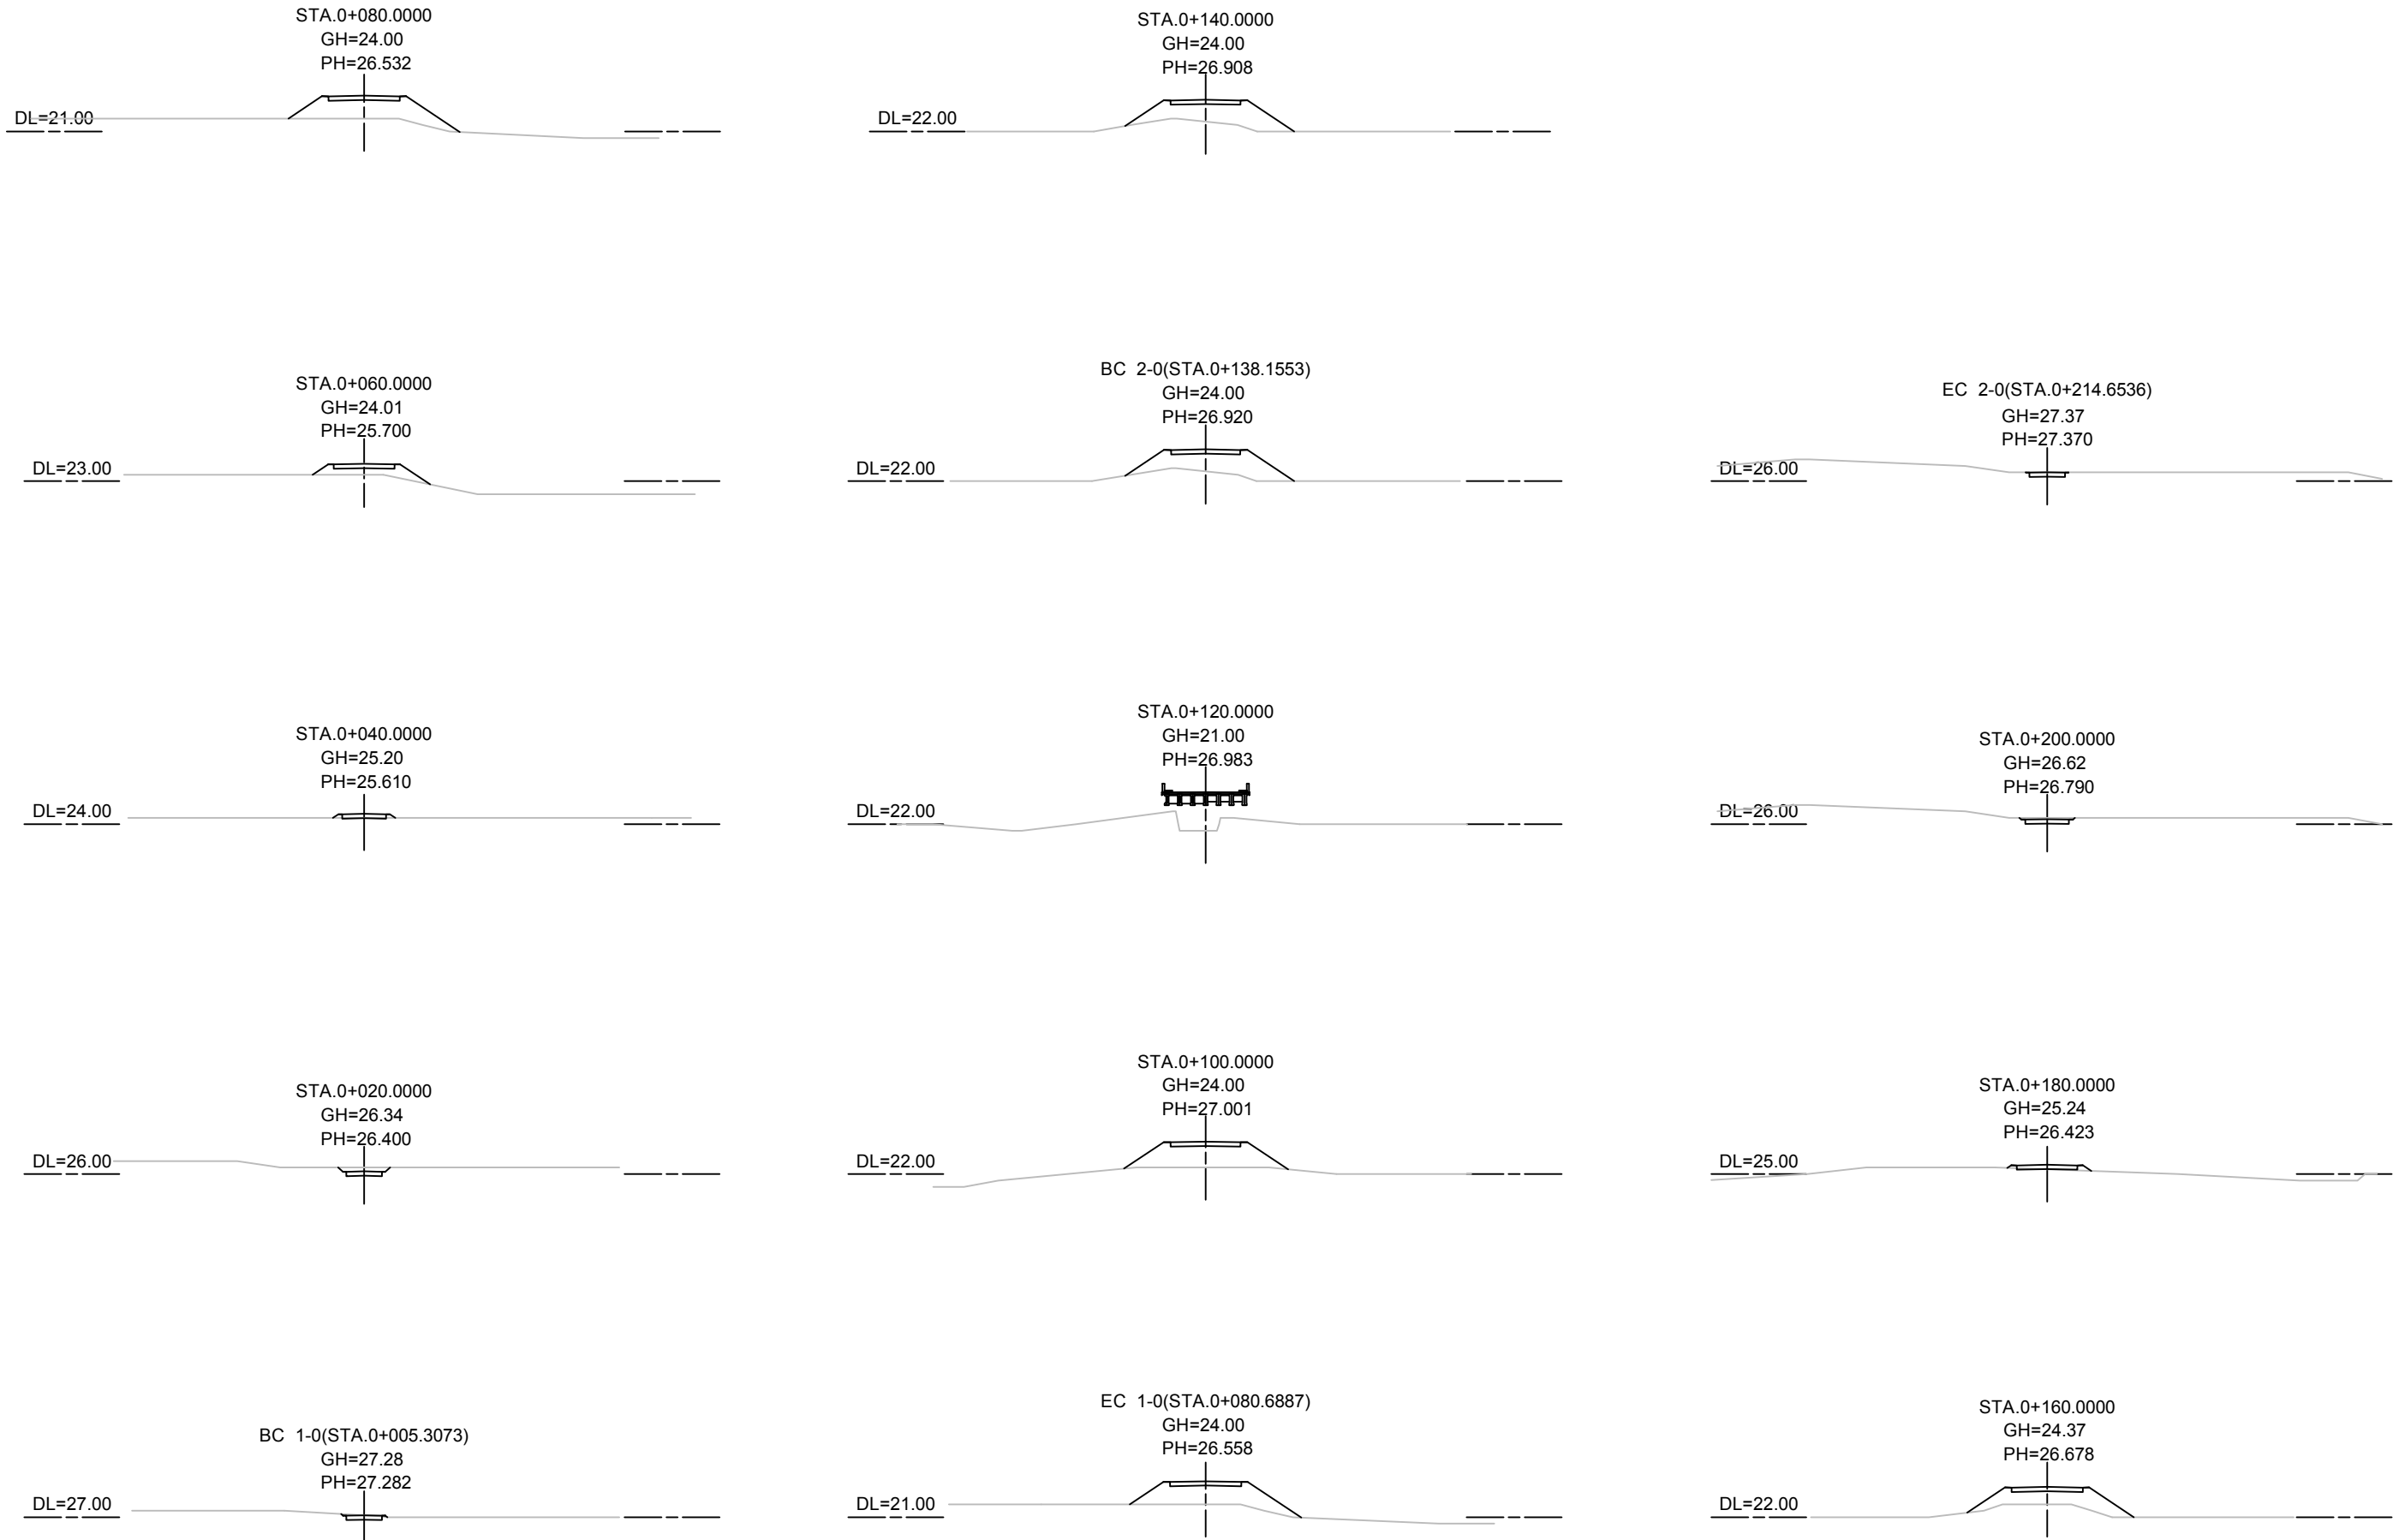 STA.0+080.0000
GH=24.00
PH=26.532
DL=21.00
STA.0+140.0000
GH=24.00
PH=26.908
DL=22.00
STA.0+060.0000
GH=24.01
PH=25.700
DL=23.00
BC 2-0(STA.0+138.1553)
GH=24.00
PH=26.920
DL=22.00
EC 2-0(STA.0+214.6536)
GH=27.37
PH=27.370
DL=26.00
STA.0+040.0000
GH=25.20
PH=25.610
DL=24.00
STA.0+120.0000
GH=21.00
PH=26.983
DL=22.00
STA.0+200.0000
GH=26.62
PH=26.790
DL=26.00
STA.0+020.0000
GH=26.34
PH=26.400
DL=26.00
STA.0+100.0000
GH=24.00
PH=27.001
DL=22.00
STA.0+180.0000
GH=25.24
PH=26.423
DL=25.00
BC 1-0(STA.0+005.3073)
GH=27.28
PH=27.282
DL=27.00
EC 1-0(STA.0+080.6887)
GH=24.00
PH=26.558
DL=21.00
STA.0+160.0000
GH=24.37
PH=26.678
DL=22.00